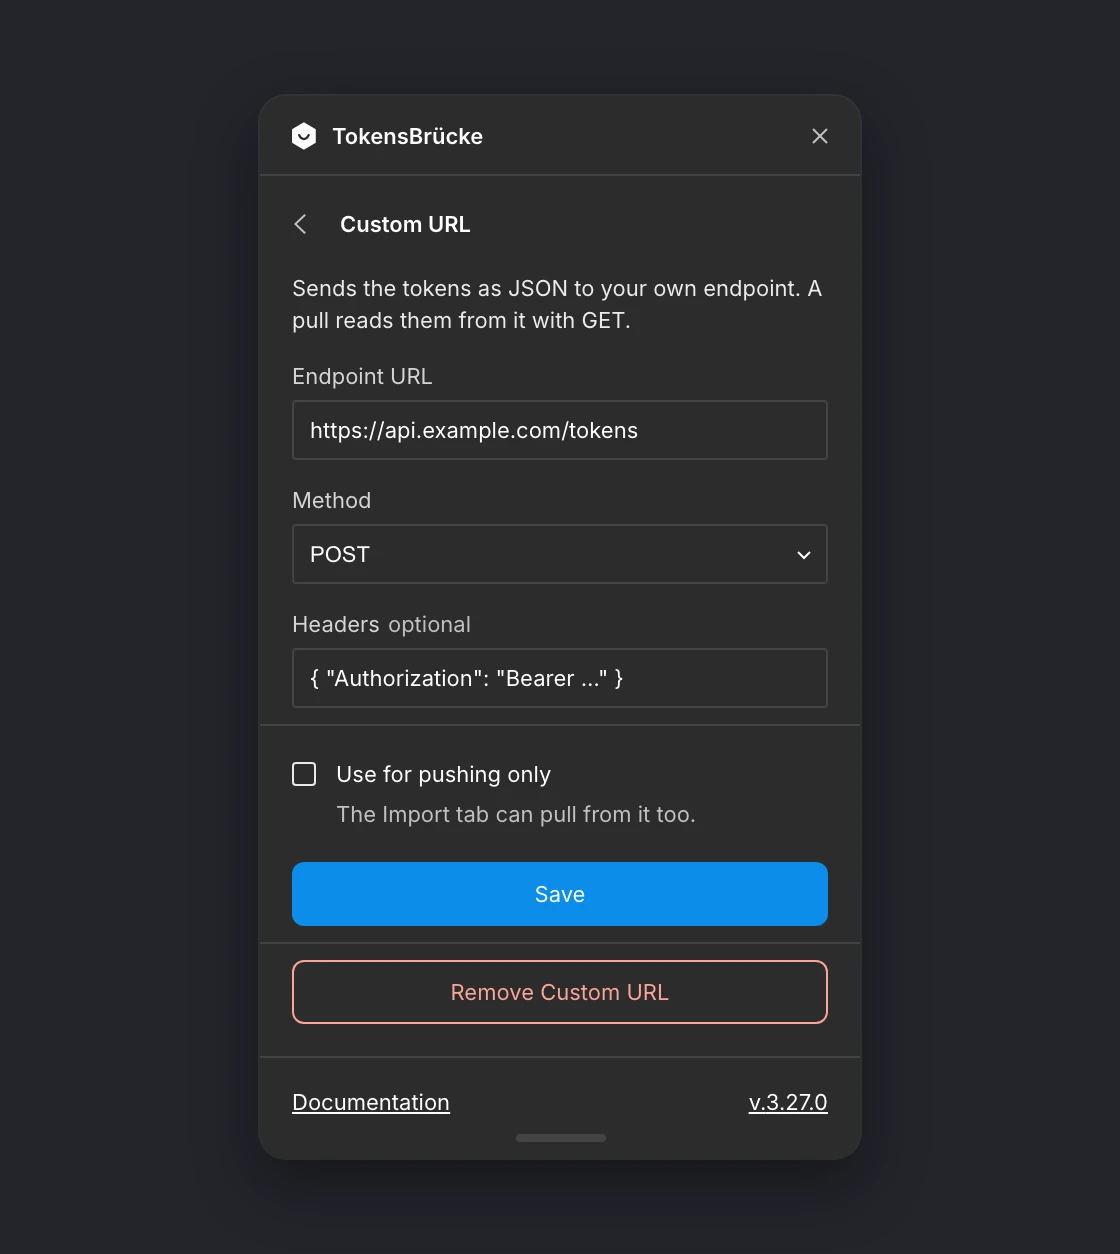 TokensBrücke
Custom URL
Sends the tokens as JSON to your own endpoint. A
pull reads them from it with GET.
Endpoint URL
https://api.example.com/tokens
Method
POST
Headers optional
{ "Authorization": "Bearer ..." }
Use for pushing only
The Import tab can pull from it too.
Save
Remove Custom URL
Documentation
v.3.27.0